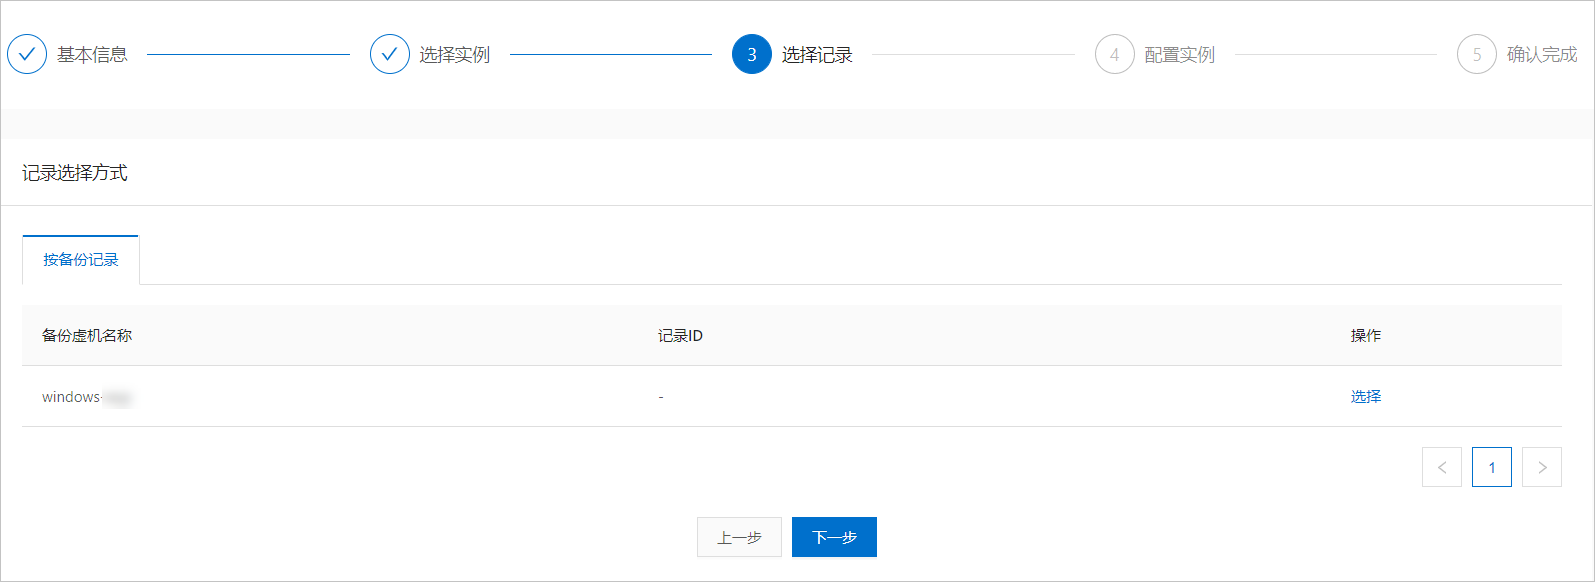 基本信息 选择实例 3 选择记录 4 配置实例 5 确认完成
记录选择方式
按备份记录
备份虚机名称 记录ID 操作
windows- - 选择
< 1 >
上一步 下一步